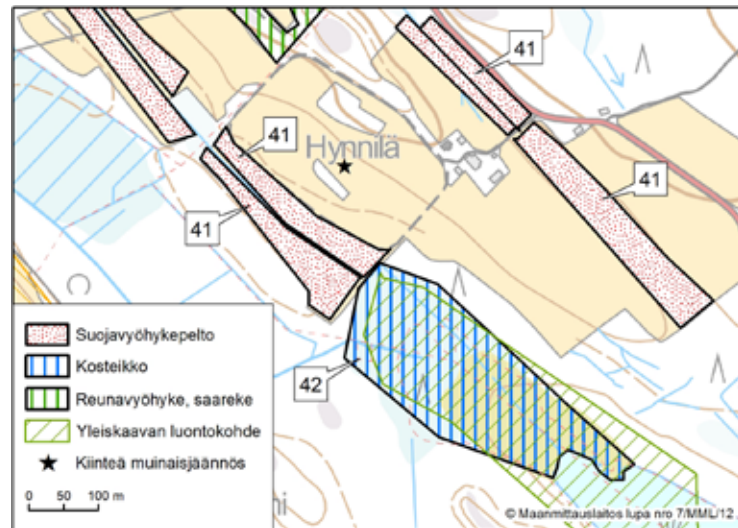 41
41
Hynnilä
41
41
42
Suojavyöhykepelto
Kosteikko
Reunavyöhyke, saareke
Yleiskaavan luontokohde
Kiinteä muinaisjäännös
0 50 100 m
© Maanmittauslaitos lupa nro 7/MML/12